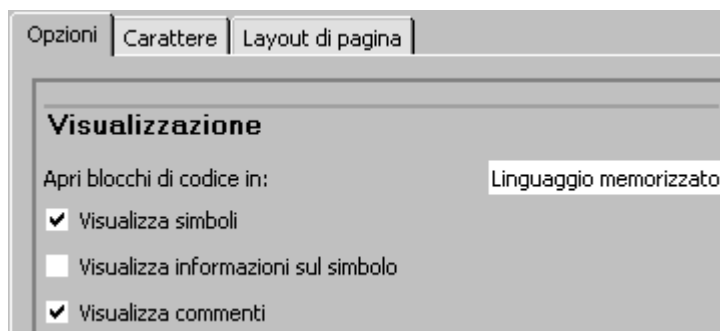 Opzioni Carattere Layout di pagina
Visualizzazione
Apri blocchi di codice in: Linguaggio memorizzato
Visualizza simboli
Visualizza informazioni sul simbolo
Visualizza commenti